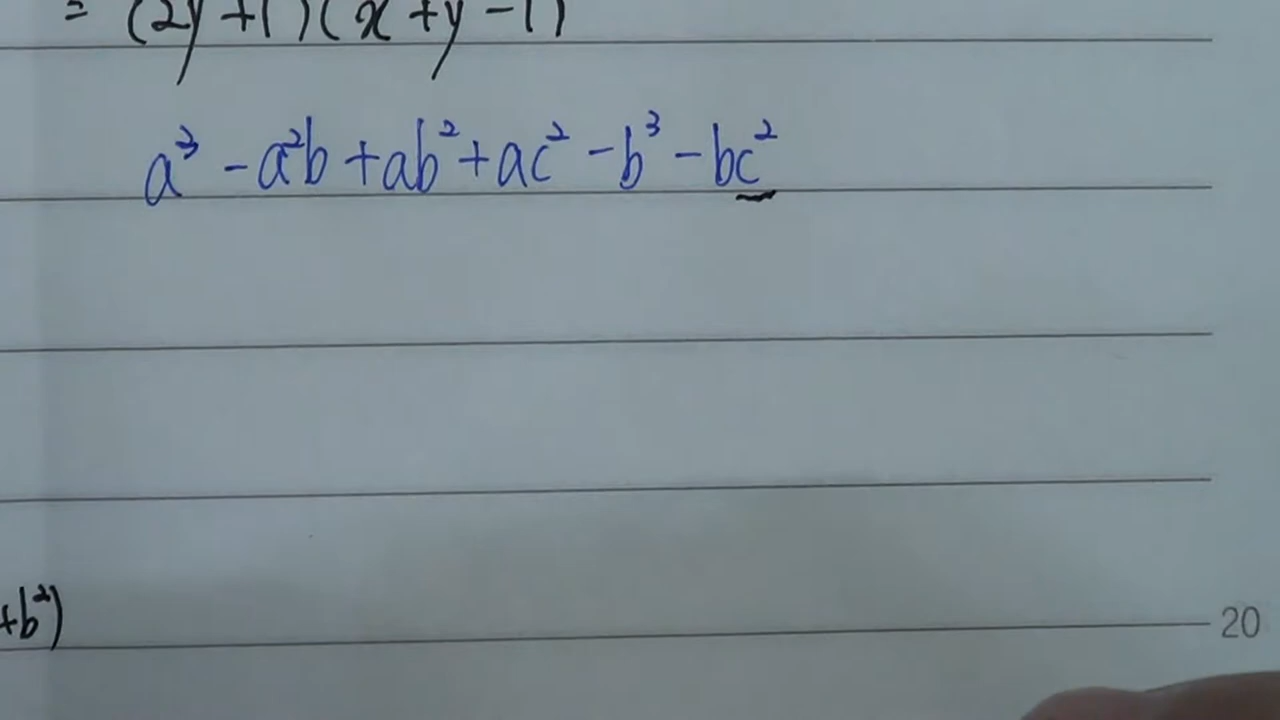 = (2y+1)(x+y-1)
a³ - a²b + ab² + ac² - b³ - bc²
+b²)
20